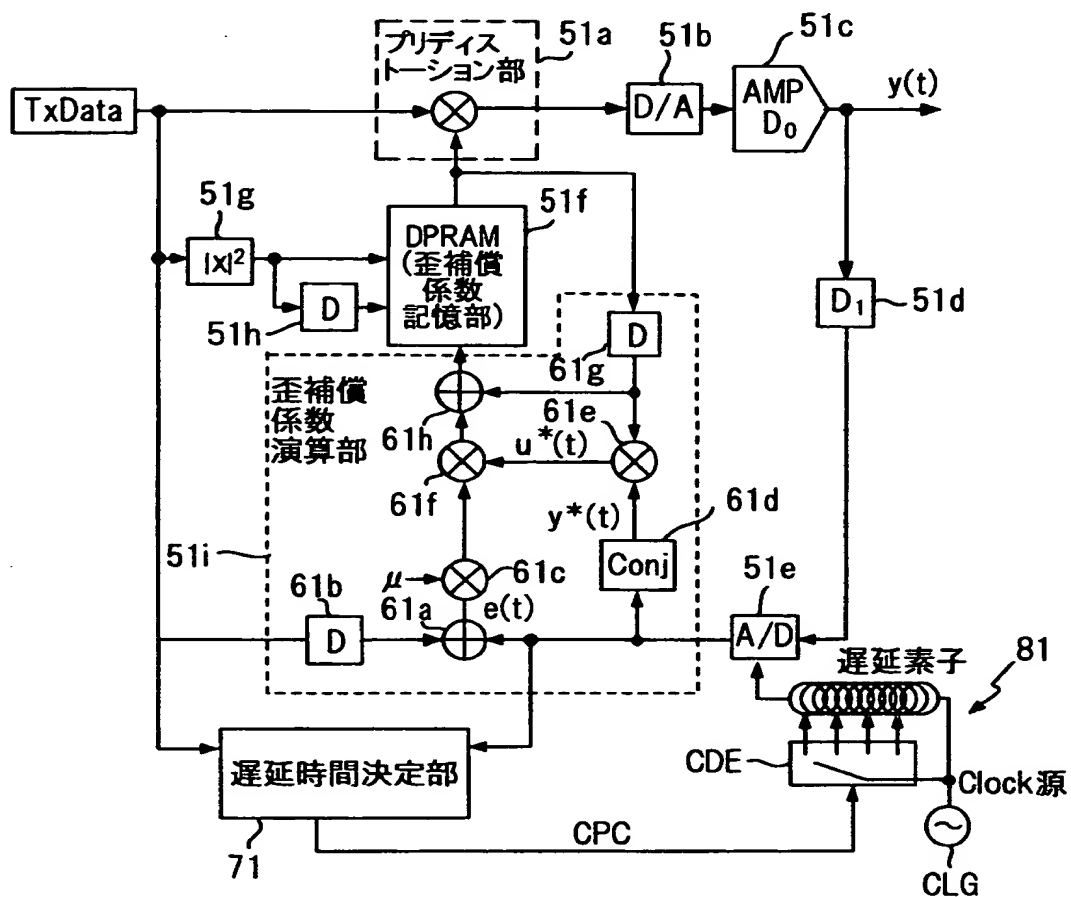 プリディス
トーション部
51a
51b
51c
TxData
D/A
AMP
D₀
y(t)
51g
|x|²
51h
D
DPRAM
(歪補償
係数
記憶部)
51f
D₁
51d
D
61g
歪補償
係数
演算部
61h
61e
u*(t)
61f
y*(t)
61d
Conj
51i
μ
61c
61b
D
61a
e(t)
51e
A/D
遅延素子
81
遅延時間決定部
71
CPC
CDE
Clock源
CLG